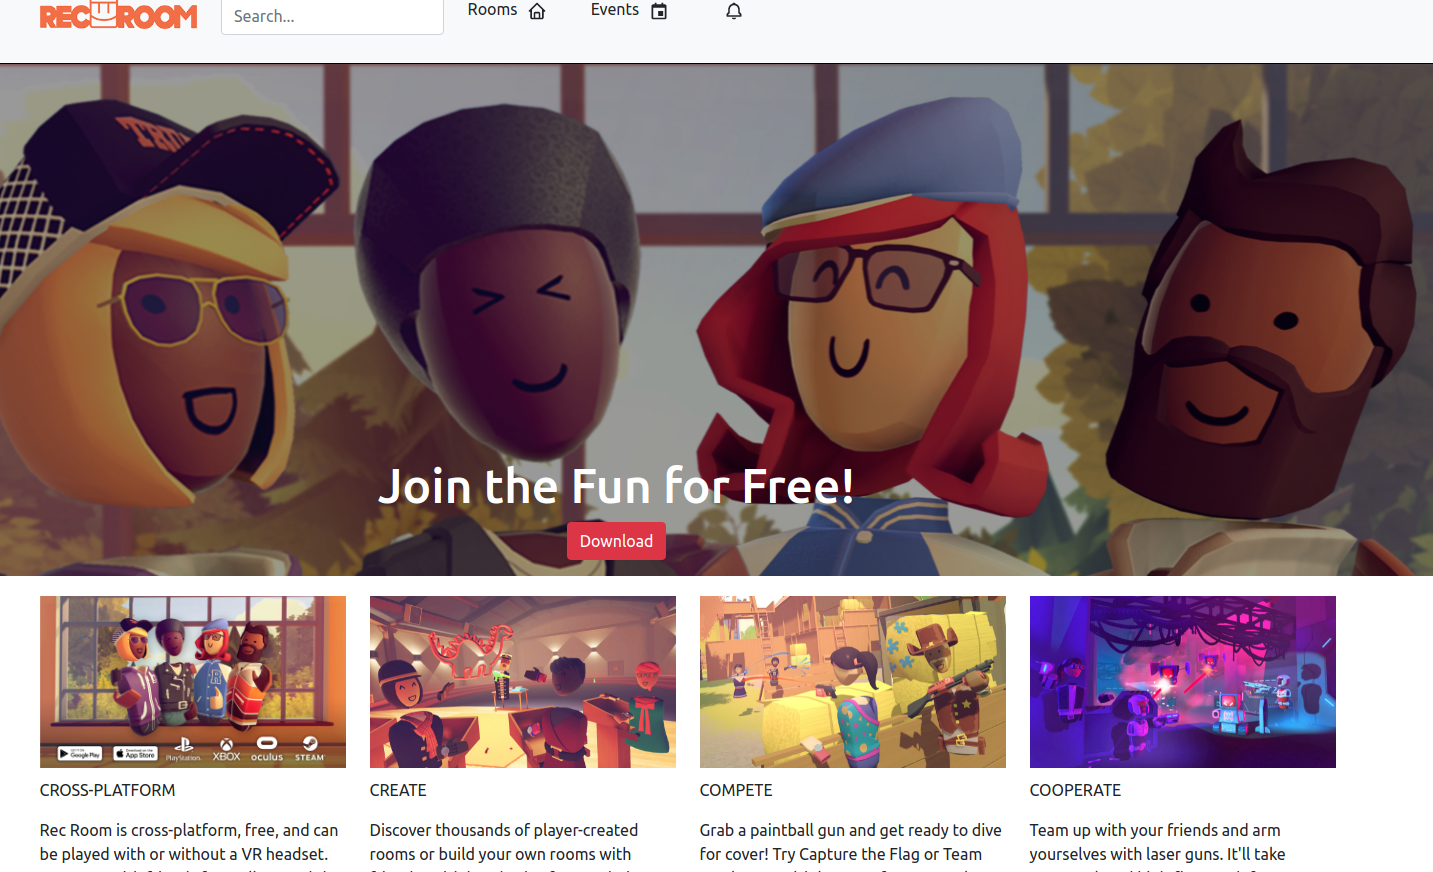 REC ROOM
Search...
Rooms
Events
Join the Fun for Free!
Download
Google Play
App Store
PlayStation
XBOX
oculus
STEAM
CROSS-PLATFORM
Rec Room is cross-platform, free, and can
be played with or without a VR headset.
CREATE
Discover thousands of player-created
rooms or build your own rooms with
COMPETE
Grab a paintball gun and get ready to dive
for cover! Try Capture the Flag or Team
COOPERATE
Team up with your friends and arm
yourselves with laser guns. It'll take